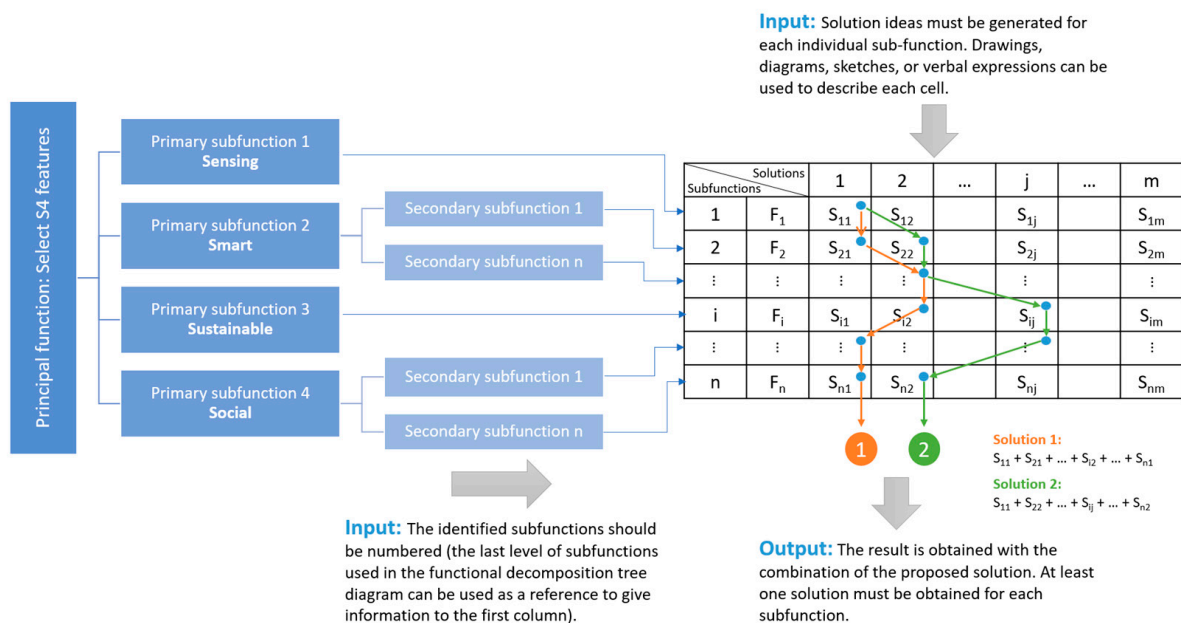 Input: Solution ideas must be generated for
each individual sub-function. Drawings,
diagrams, sketches, or verbal expressions can be
used to describe each cell.
Principal function: Select S4 features
Primary subfunction 1
Sensing
Primary subfunction 2
Smart
Primary subfunction 3
Sustainable
Primary subfunction 4
Social
Secondary subfunction 1
Secondary subfunction n
Secondary subfunction 1
Secondary subfunction n
Solutions
Subfunctions
1 2 ... j ... m
1 F₁ S₁₁ S₁₂ S₁ⱼ S₁ₘ
2 F₂ S₂₁ S₂₂ S₂ⱼ S₂ₘ
⋮ ⋮ ⋮ ⋮ ⋮ ⋮
i Fᵢ Sᵢ₁ Sᵢ₂ Sᵢⱼ Sᵢₘ
⋮ ⋮ ⋮ ⋮ ⋮ ⋮
n Fₙ Sₙ₁ Sₙ₂ Sₙⱼ Sₙₘ
1 2
Solution 1:
S₁₁ + S₂₁ + ... + Sᵢ₂ + ... + Sₙ₁
Solution 2:
S₁₁ + S₂₂ + ... + Sᵢⱼ + ... + Sₙ₂
Input: The identified subfunctions should
be numbered (the last level of subfunctions
used in the functional decomposition tree
diagram can be used as a reference to give
information to the first column).
Output: The result is obtained with the
combination of the proposed solution. At least
one solution must be obtained for each
subfunction.